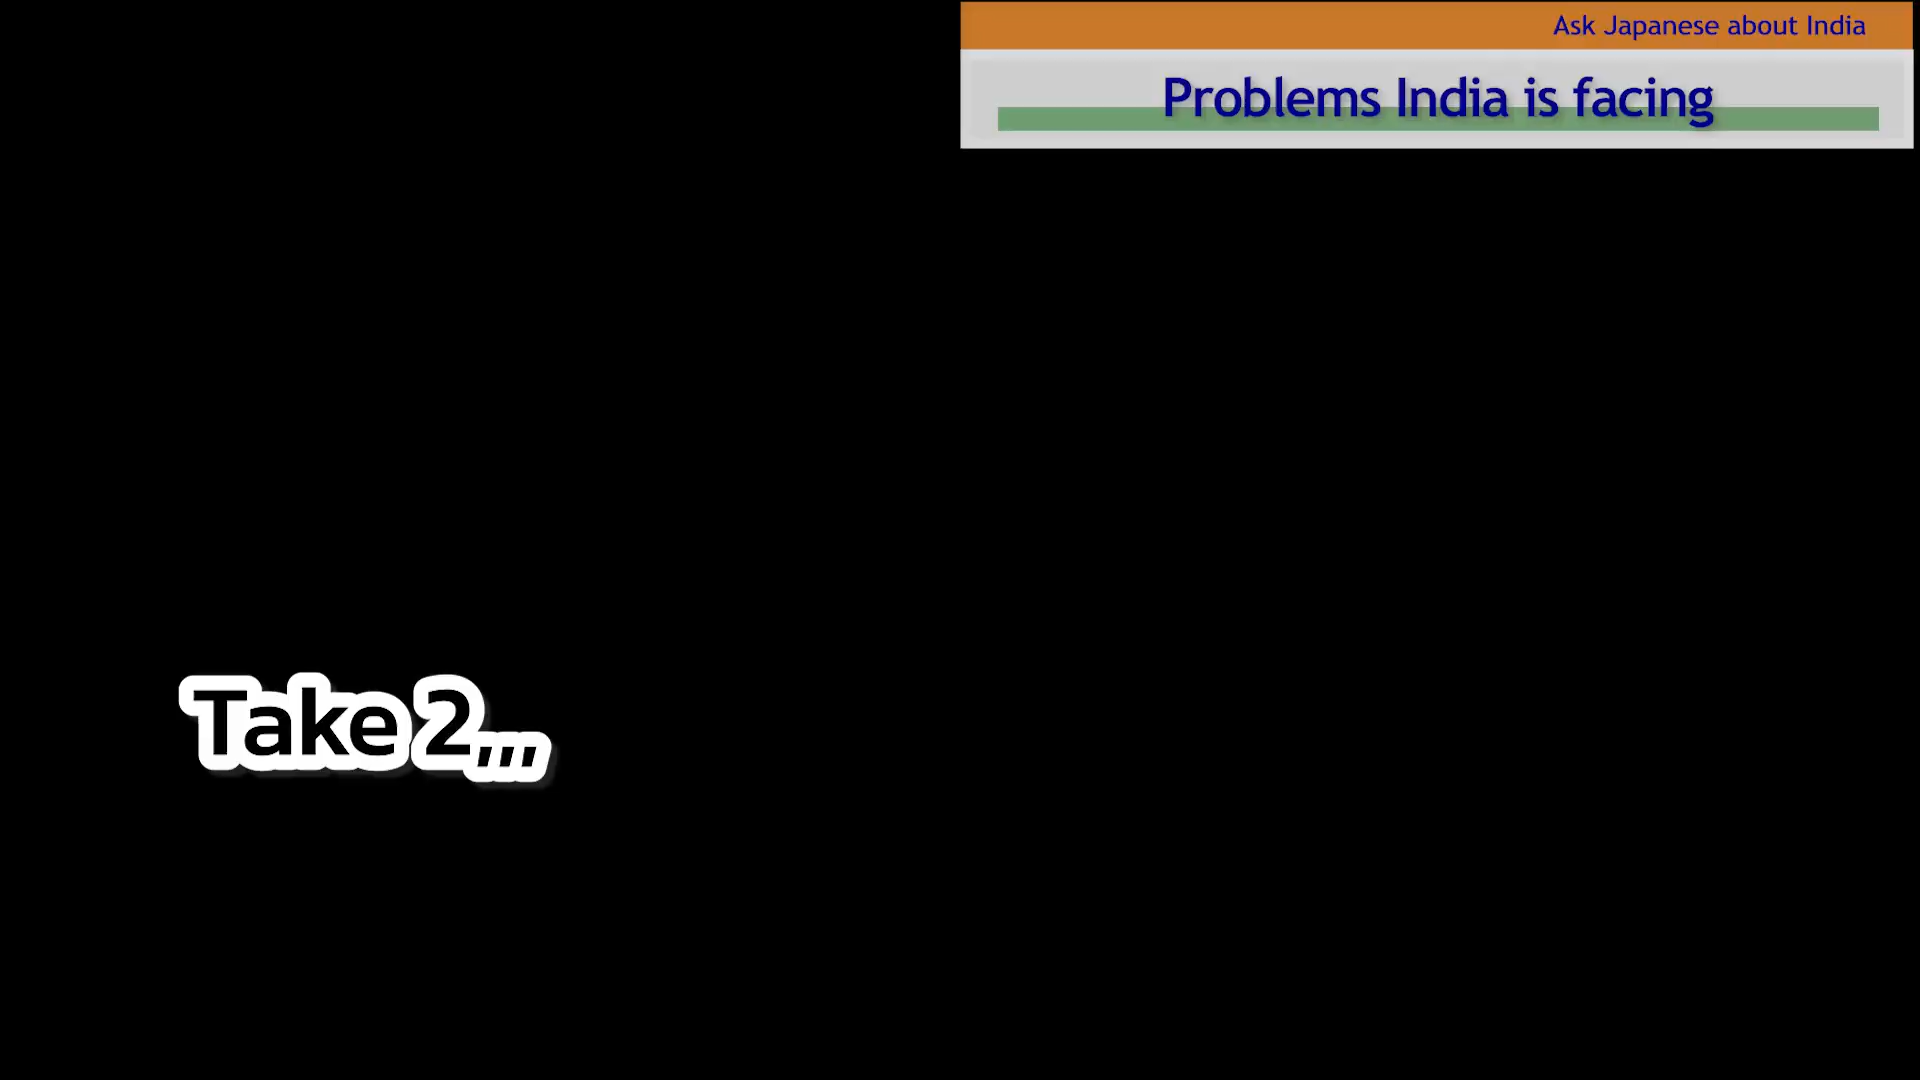 Ask Japanese about India
Problems India is facing
Take 2,,,